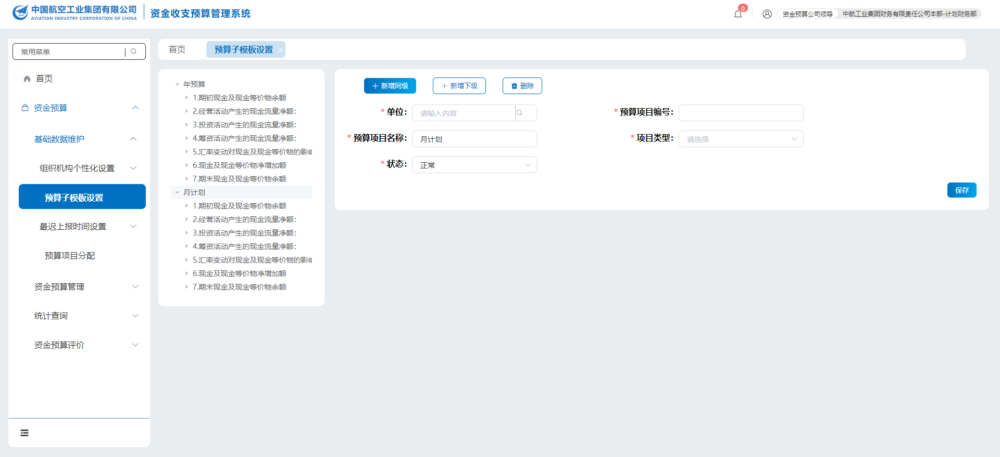 中国航空工业集团有限公司
AVIATION INDUSTRY CORPORATION OF CHINA
资金收支预算管理系统
0
资金预算公司领导
中航工业集团财务有限责任公司本部-计划财务部
常用菜单
首页
资金预算
基础数据维护
组织机构个性化设置
预算子模板设置
最迟上报时间设置
预算项目分配
资金预算管理
统计查询
资金预算评价
首页
预算子模板设置
年预算
1.期初现金及现金等价物余额
2.经营活动产生的现金流量净额：
3.投资活动产生的现金流量净额：
4.筹资活动产生的现金流量净额：
5.汇率变动对现金及现金等价物的影响
6.现金及现金等价物净增加额
7.期末现金及现金等价物余额
月计划
1.期初现金及现金等价物余额
2.经营活动产生的现金流量净额：
3.投资活动产生的现金流量净额：
4.筹资活动产生的现金流量净额：
5.汇率变动对现金及现金等价物的影响
6.现金及现金等价物净增加额
7.期末现金及现金等价物余额
新增同级
新增下级
删除
* 单位： 请输入内容
* 预算项目编号：
* 预算项目名称： 月计划
* 项目类型： 请选择
* 状态： 正常
保存